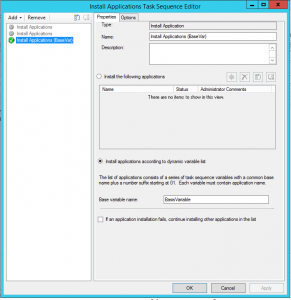 Install Applications Task Sequence Editor
Add
Remove
Install Applications
Install Applications
Install Applications (BaseVar)
Properties
Options
Type:
Install Application
Name:
Install Applications (BaseVar)
Description:
Install the following applications
Name
Status
Administrator Comments
There are no items to show in this view.
Install applications according to dynamic variable list
The list of applications consists of a series of task sequence variables with a common base
name plus a number suffix starting at 01. Each variable must contain application name.
Base variable name:
BaseVariable
If an application installation fails, continue installing other applications in the list
OK
Cancel
Apply